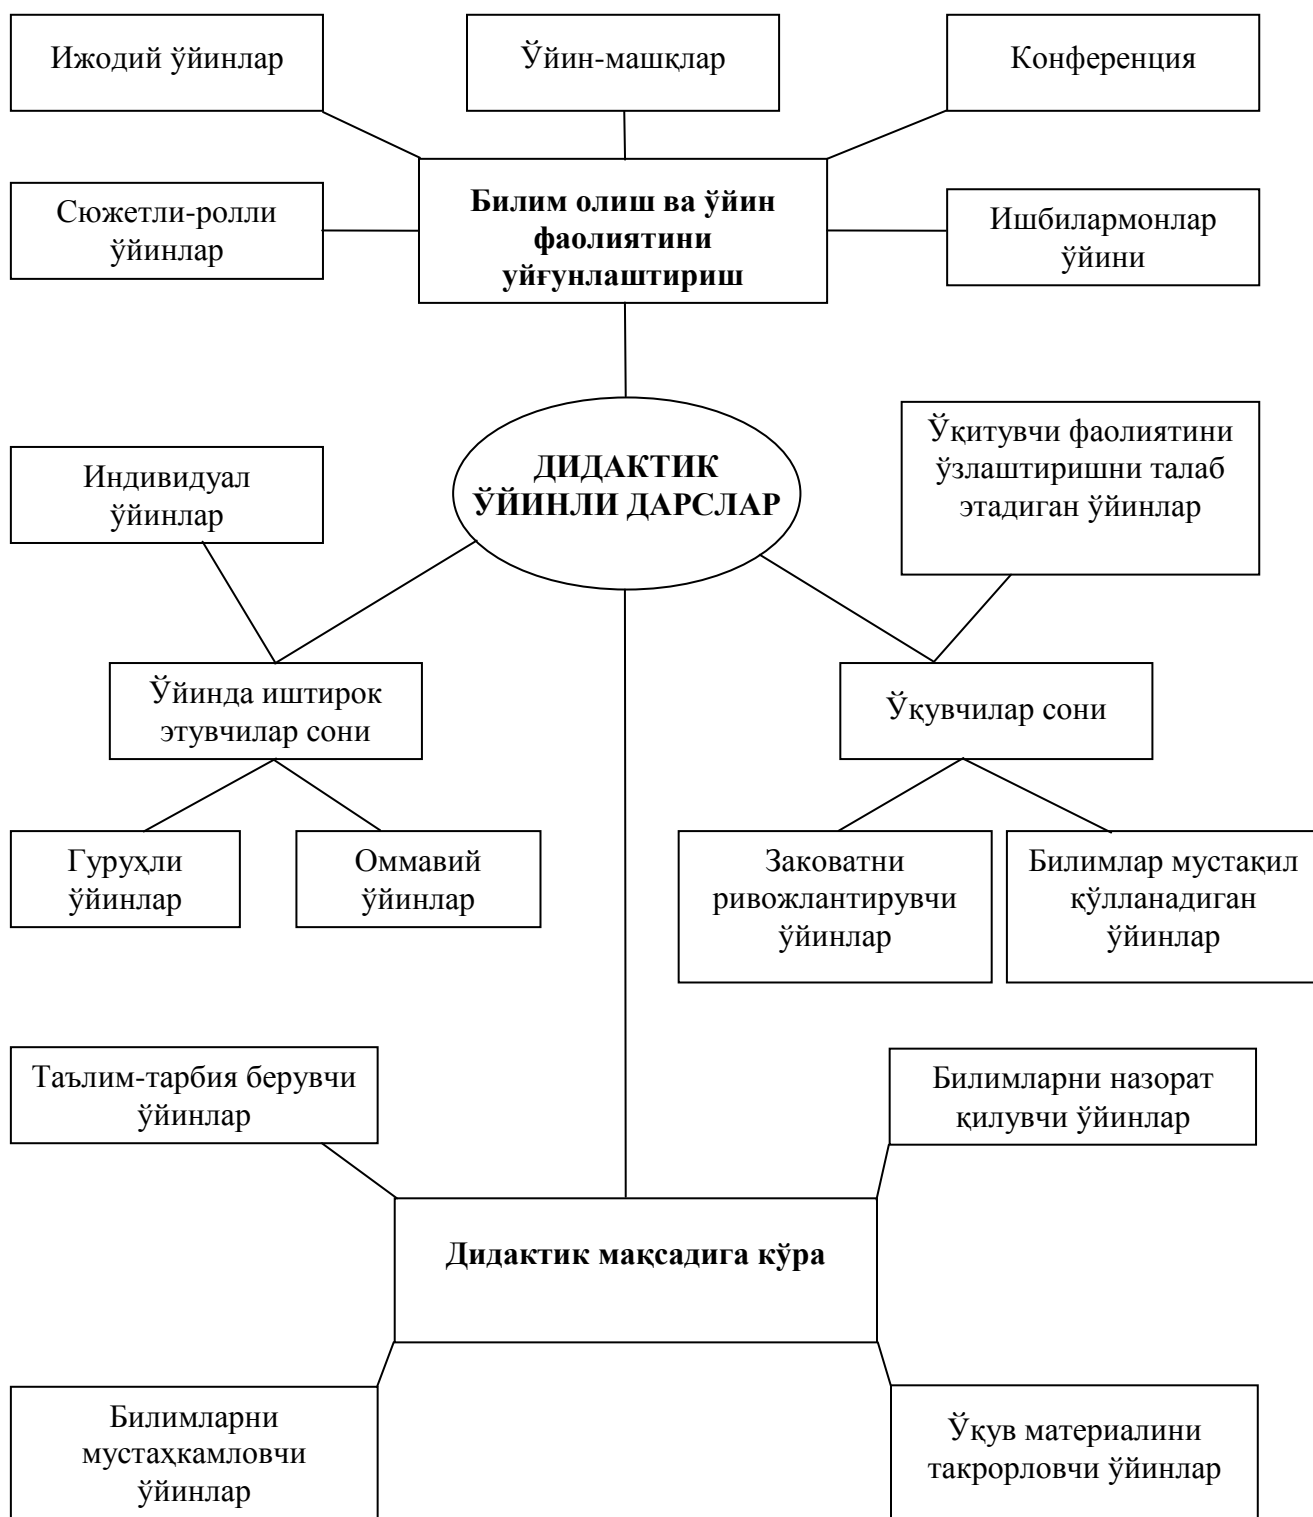 Ижодий ўйинлар
Ўйин-машқлар
Конференция
Сюжетли-ролли
ўйинлар
Билим олиш ва ўйин
фаолиятини
уйғунлаштириш
Ишбилармонлар
ўйини
Индивидуал
ўйинлар
ДИДАКТИК
ЎЙИНЛИ ДАРСЛАР
Ўқитувчи фаолиятини
ўзлаштиришни талаб
этадиган ўйинлар
Ўйинда иштирок
этувчилар сони
Ўқувчилар сони
Гуруҳли
ўйинлар
Оммавий
ўйинлар
Заковатни
ривожлантирувчи
ўйинлар
Билимлар мустақил
қўлланадиган
ўйинлар
Таълим-тарбия берувчи
ўйинлар
Билимларни назорат
қилувчи ўйинлар
Дидактик мақсадига кўра
Билимларни
мустаҳкамловчи
ўйинлар
Ўқув материалини
такрорловчи ўйинлар